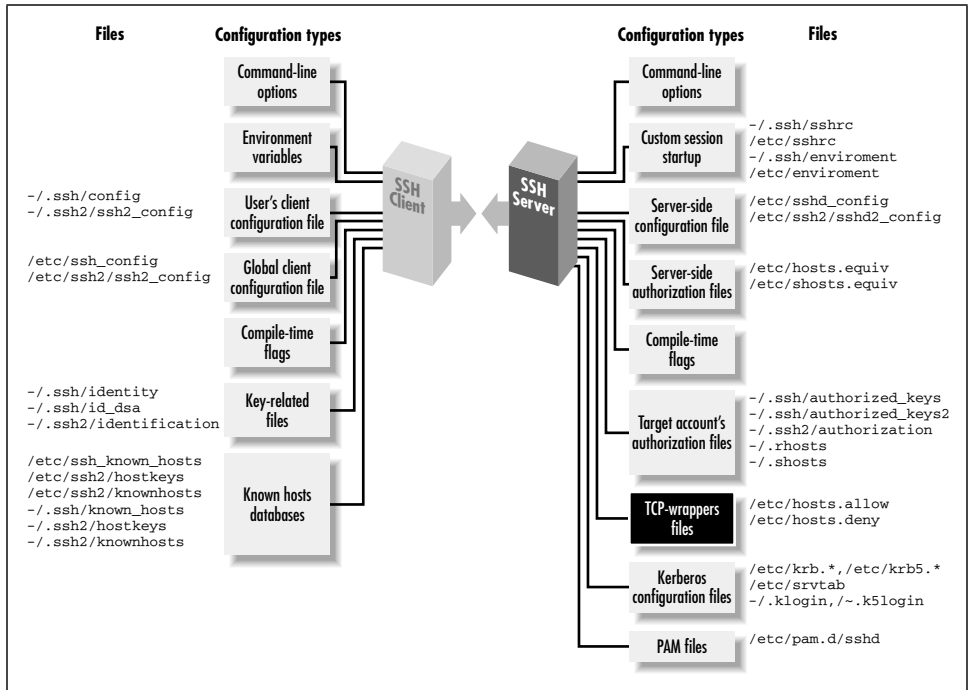 Files
Configuration types
Command-line
options
Environment
variables
-/.ssh/config
-/.ssh2/ssh2_config
User's client
configuration file
/etc/ssh_config
/etc/ssh2/ssh2_config
Global client
configuration file
Compile-time
flags
-/.ssh/identity
-/.ssh/id_dsa
-/.ssh2/identification
Key-related
files
/etc/ssh_known_hosts
/etc/ssh2/hostkeys
/etc/ssh2/knownhosts
-/.ssh/known_hosts
-/.ssh2/hostkeys
-/.ssh2/knownhosts
Known hosts
databases
SSH
Client
SSH
Server
Configuration types
Files
Command-line
options
Custom session
startup
-/.ssh/sshrc
/etc/sshrc
-/.ssh/enviroment
/etc/enviroment
Server-side
configuration file
/etc/sshd_config
/etc/ssh2/sshd2_config
Server-side
authorization files
/etc/hosts.equiv
/etc/shosts.equiv
Compile-time
flags
Target account's
authorization files
-/.ssh/authorized_keys
-/.ssh/authorized_keys2
-/.ssh2/authorization
-/.rhosts
-/.shosts
TCP-wrappers
files
/etc/hosts.allow
/etc/hosts.deny
Kerberos
configuration files
/etc/krb.*,/etc/krb5.*
/etc/srvtab
-/.klogin,/~.k5login
PAM files
/etc/pam.d/sshd